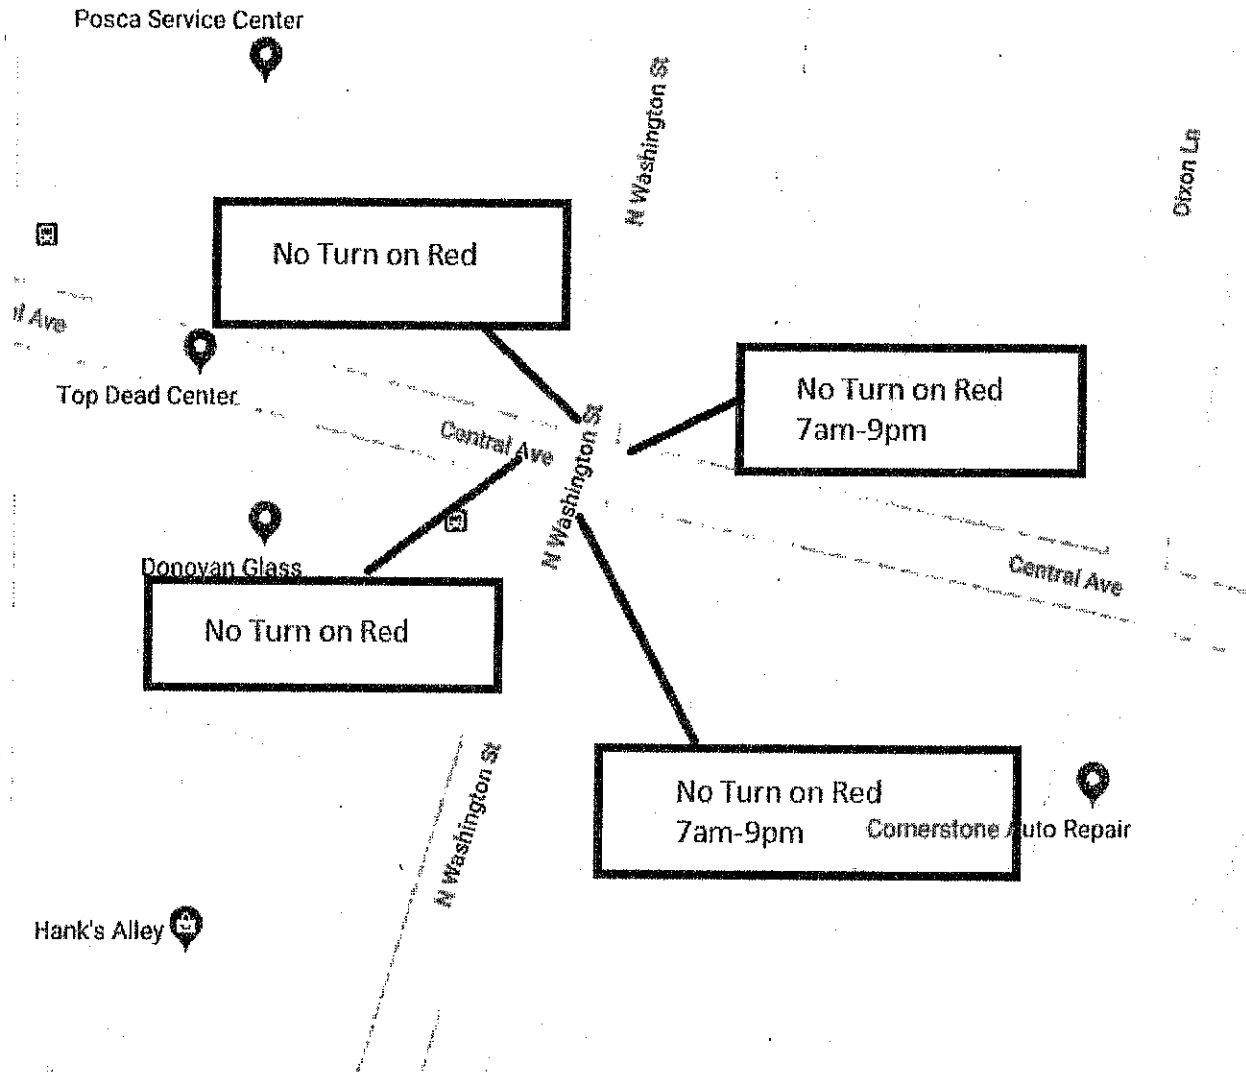 Posca Service Center
N Washington St
Dixon Ln
No Turn on Red
Ave
Top Dead Center
No Turn on Red
7am-9pm
Central Ave
N Washington St
Donovan Glass
Central Ave
No Turn on Red
N Washington St
No Turn on Red
7am-9pm
Cornerstone Auto Repair
Hank's Alley